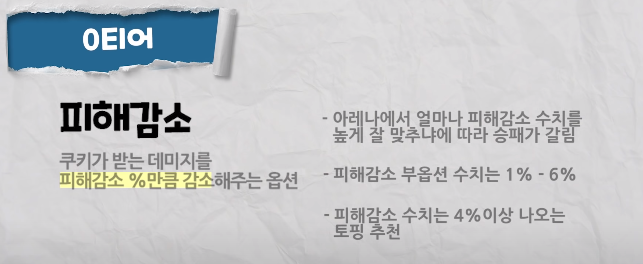 0티어
피해감소
쿠키가 받는 데미지를
피해감소 %만큼 감소해주는 옵션
- 아레나에서 얼마나 피해감소 수치를
높게 잘 맞추냐에 따라 승패가 갈림
- 피해감소 부옵션 수치는 1% - 6%
- 피해감소 수치는 4%이상 나오는
토핑 추천